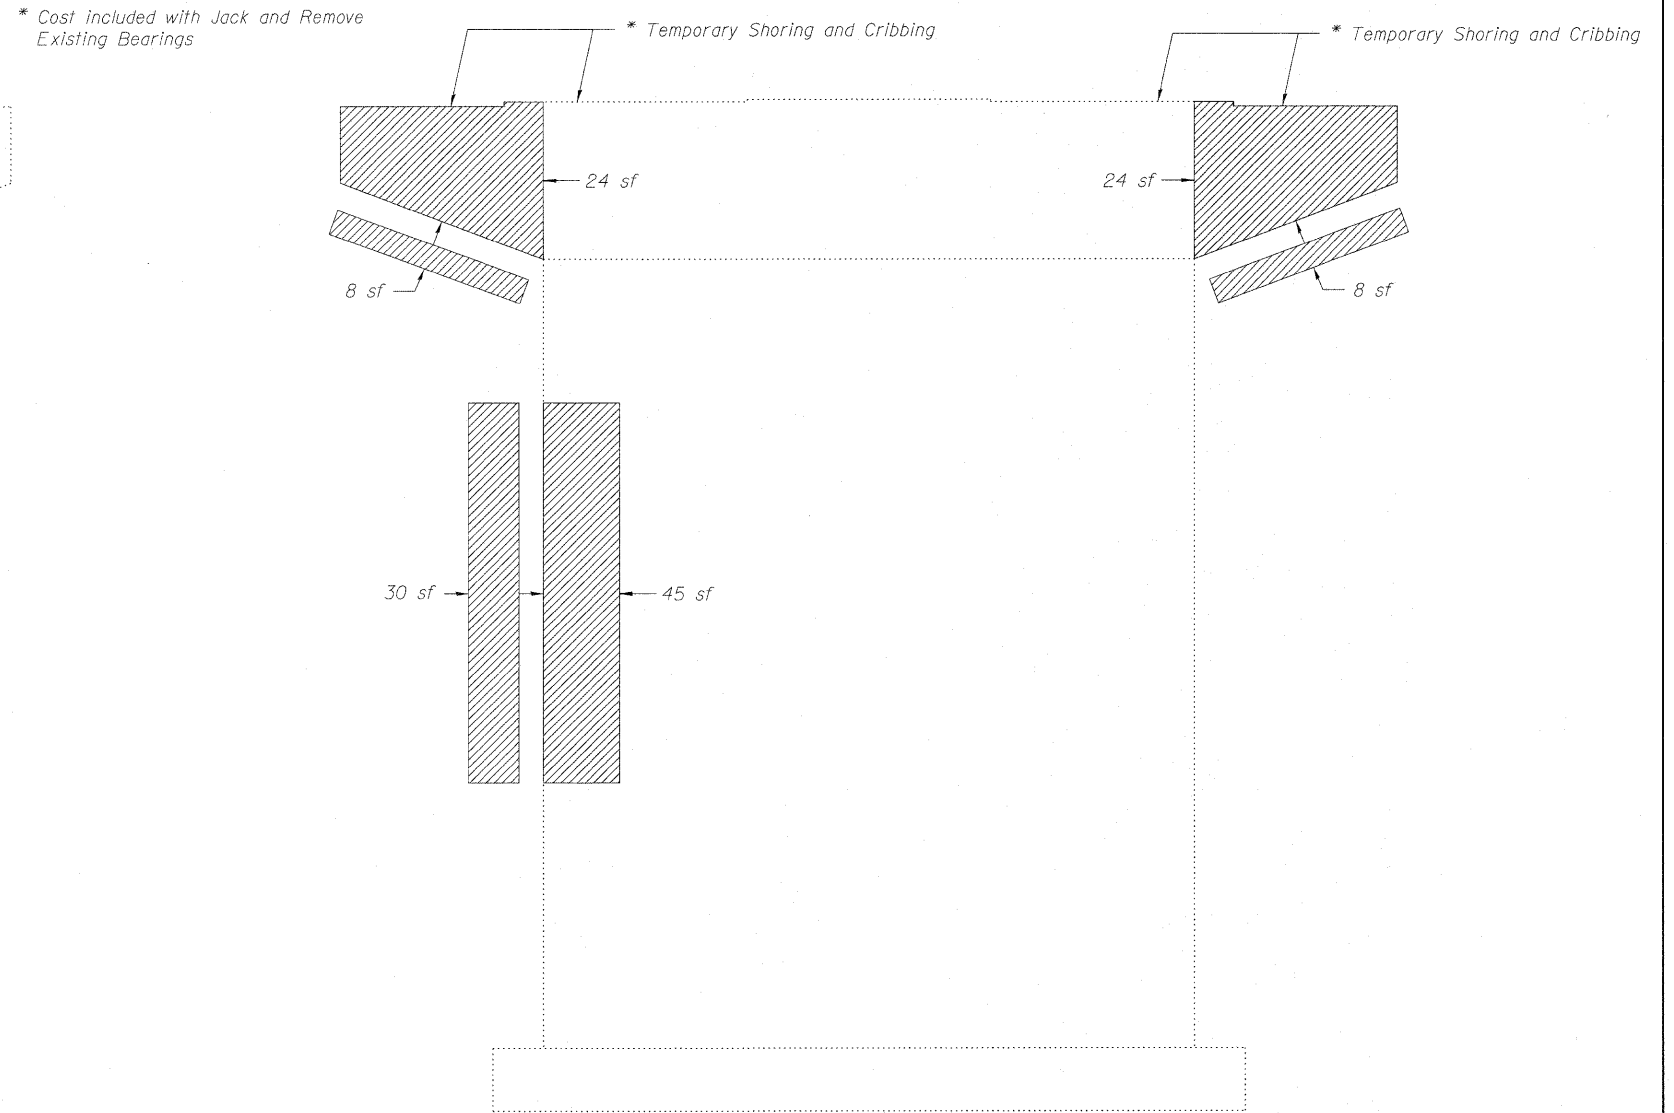 * Cost included with Jack and Remove
Existing Bearings
* Temporary Shoring and Cribbing
* Temporary Shoring and Cribbing
24 sf
24 sf
8 sf
8 sf
30 sf
45 sf